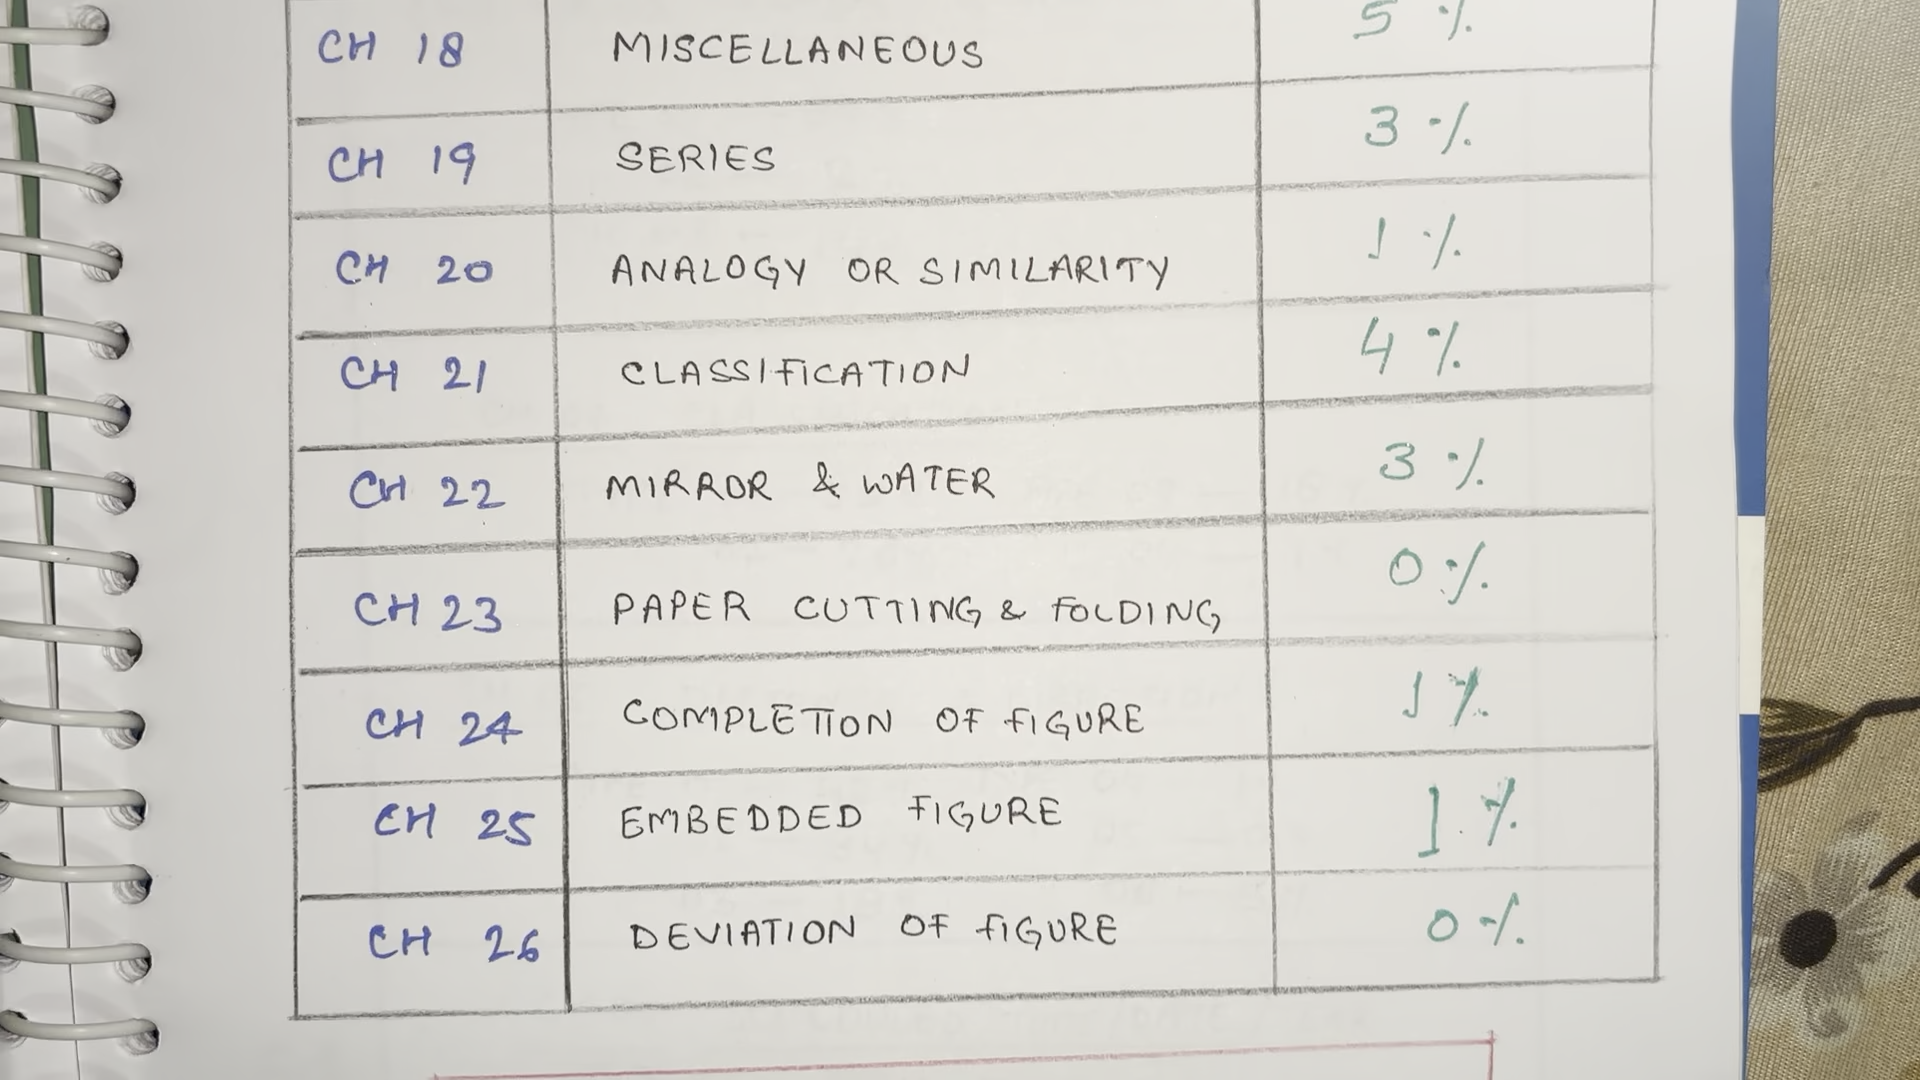 CH 18 MISCELLANEOUS 5 %
CH 19 SERIES 3 %
CH 20 ANALOGY OR SIMILARITY 1 %
CH 21 CLASSIFICATION 4 %
CH 22 MIRROR & WATER 3 %
CH 23 PAPER CUTTING & FOLDING 0 %
CH 24 COMPLETION OF FIGURE 1 %
CH 25 EMBEDDED FIGURE 1 %
CH 26 DEVIATION OF FIGURE 0 %